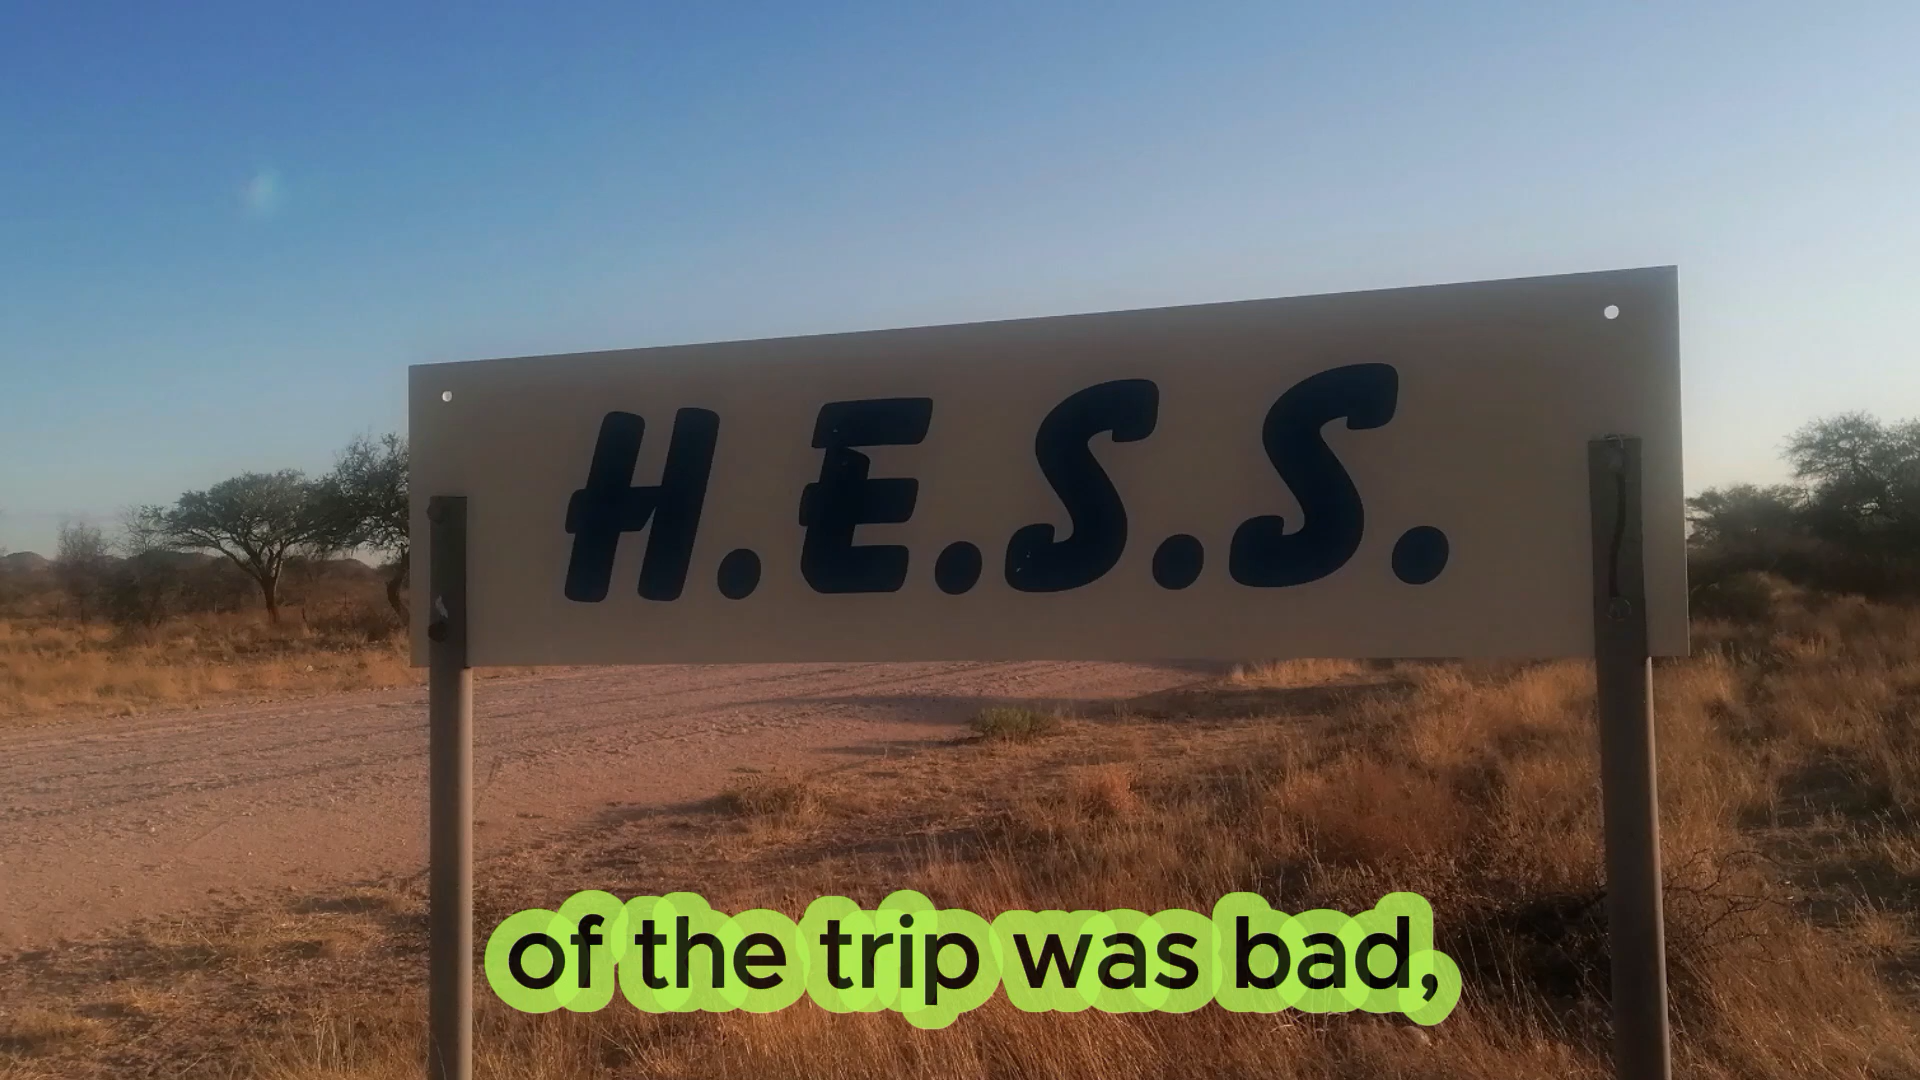 H.E.S.S.
of the trip was bad,